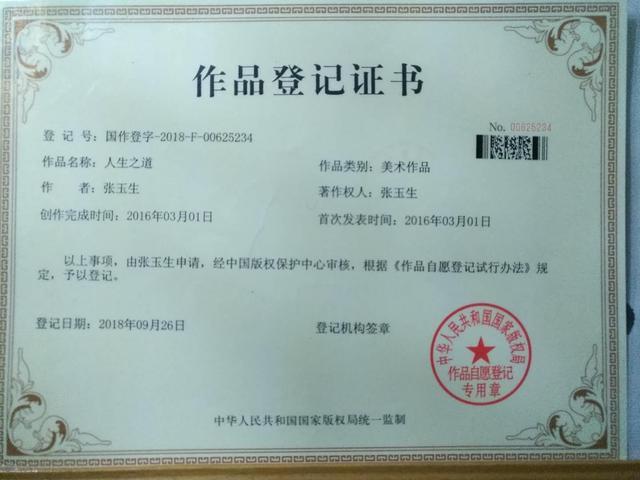 作品登记证书
No. 00625234
登 记 号：国作登字-2018-F-00625234
作品名称：人生之道
作品类别：美术作品
作 者：张玉生
著作权人：张玉生
创作完成时间：2016年03月01日
首次发表时间：2016年03月01日
以上事项，由张玉生申请，经中国版权保护中心审核，根据《作品自愿登记试行办法》规
定，予以登记。
登记日期：2018年09月26日
登记机构签章
中华人民共和国国家版权局
作品自愿登记
专用章
中华人民共和国国家版权局统一监制